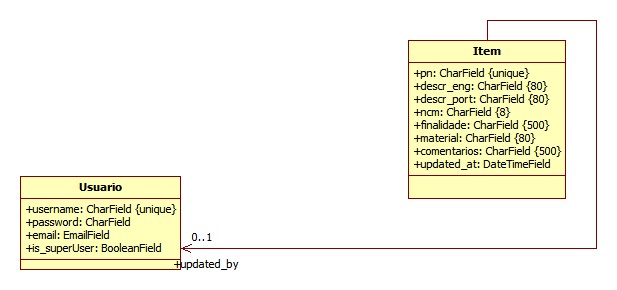 Item
+pn: CharField {unique}
+descr_eng: CharField {80}
+descr_port: CharField {80}
+ncm: CharField {8}
+finalidade: CharField {500}
+material: CharField {80}
+comentarios: CharField {500}
+updated_at: DateTimeField
Usuario
+username: CharField {unique}
+password: CharField
+email: EmailField
+is_superUser: BooleanField
0..1
+updated_by